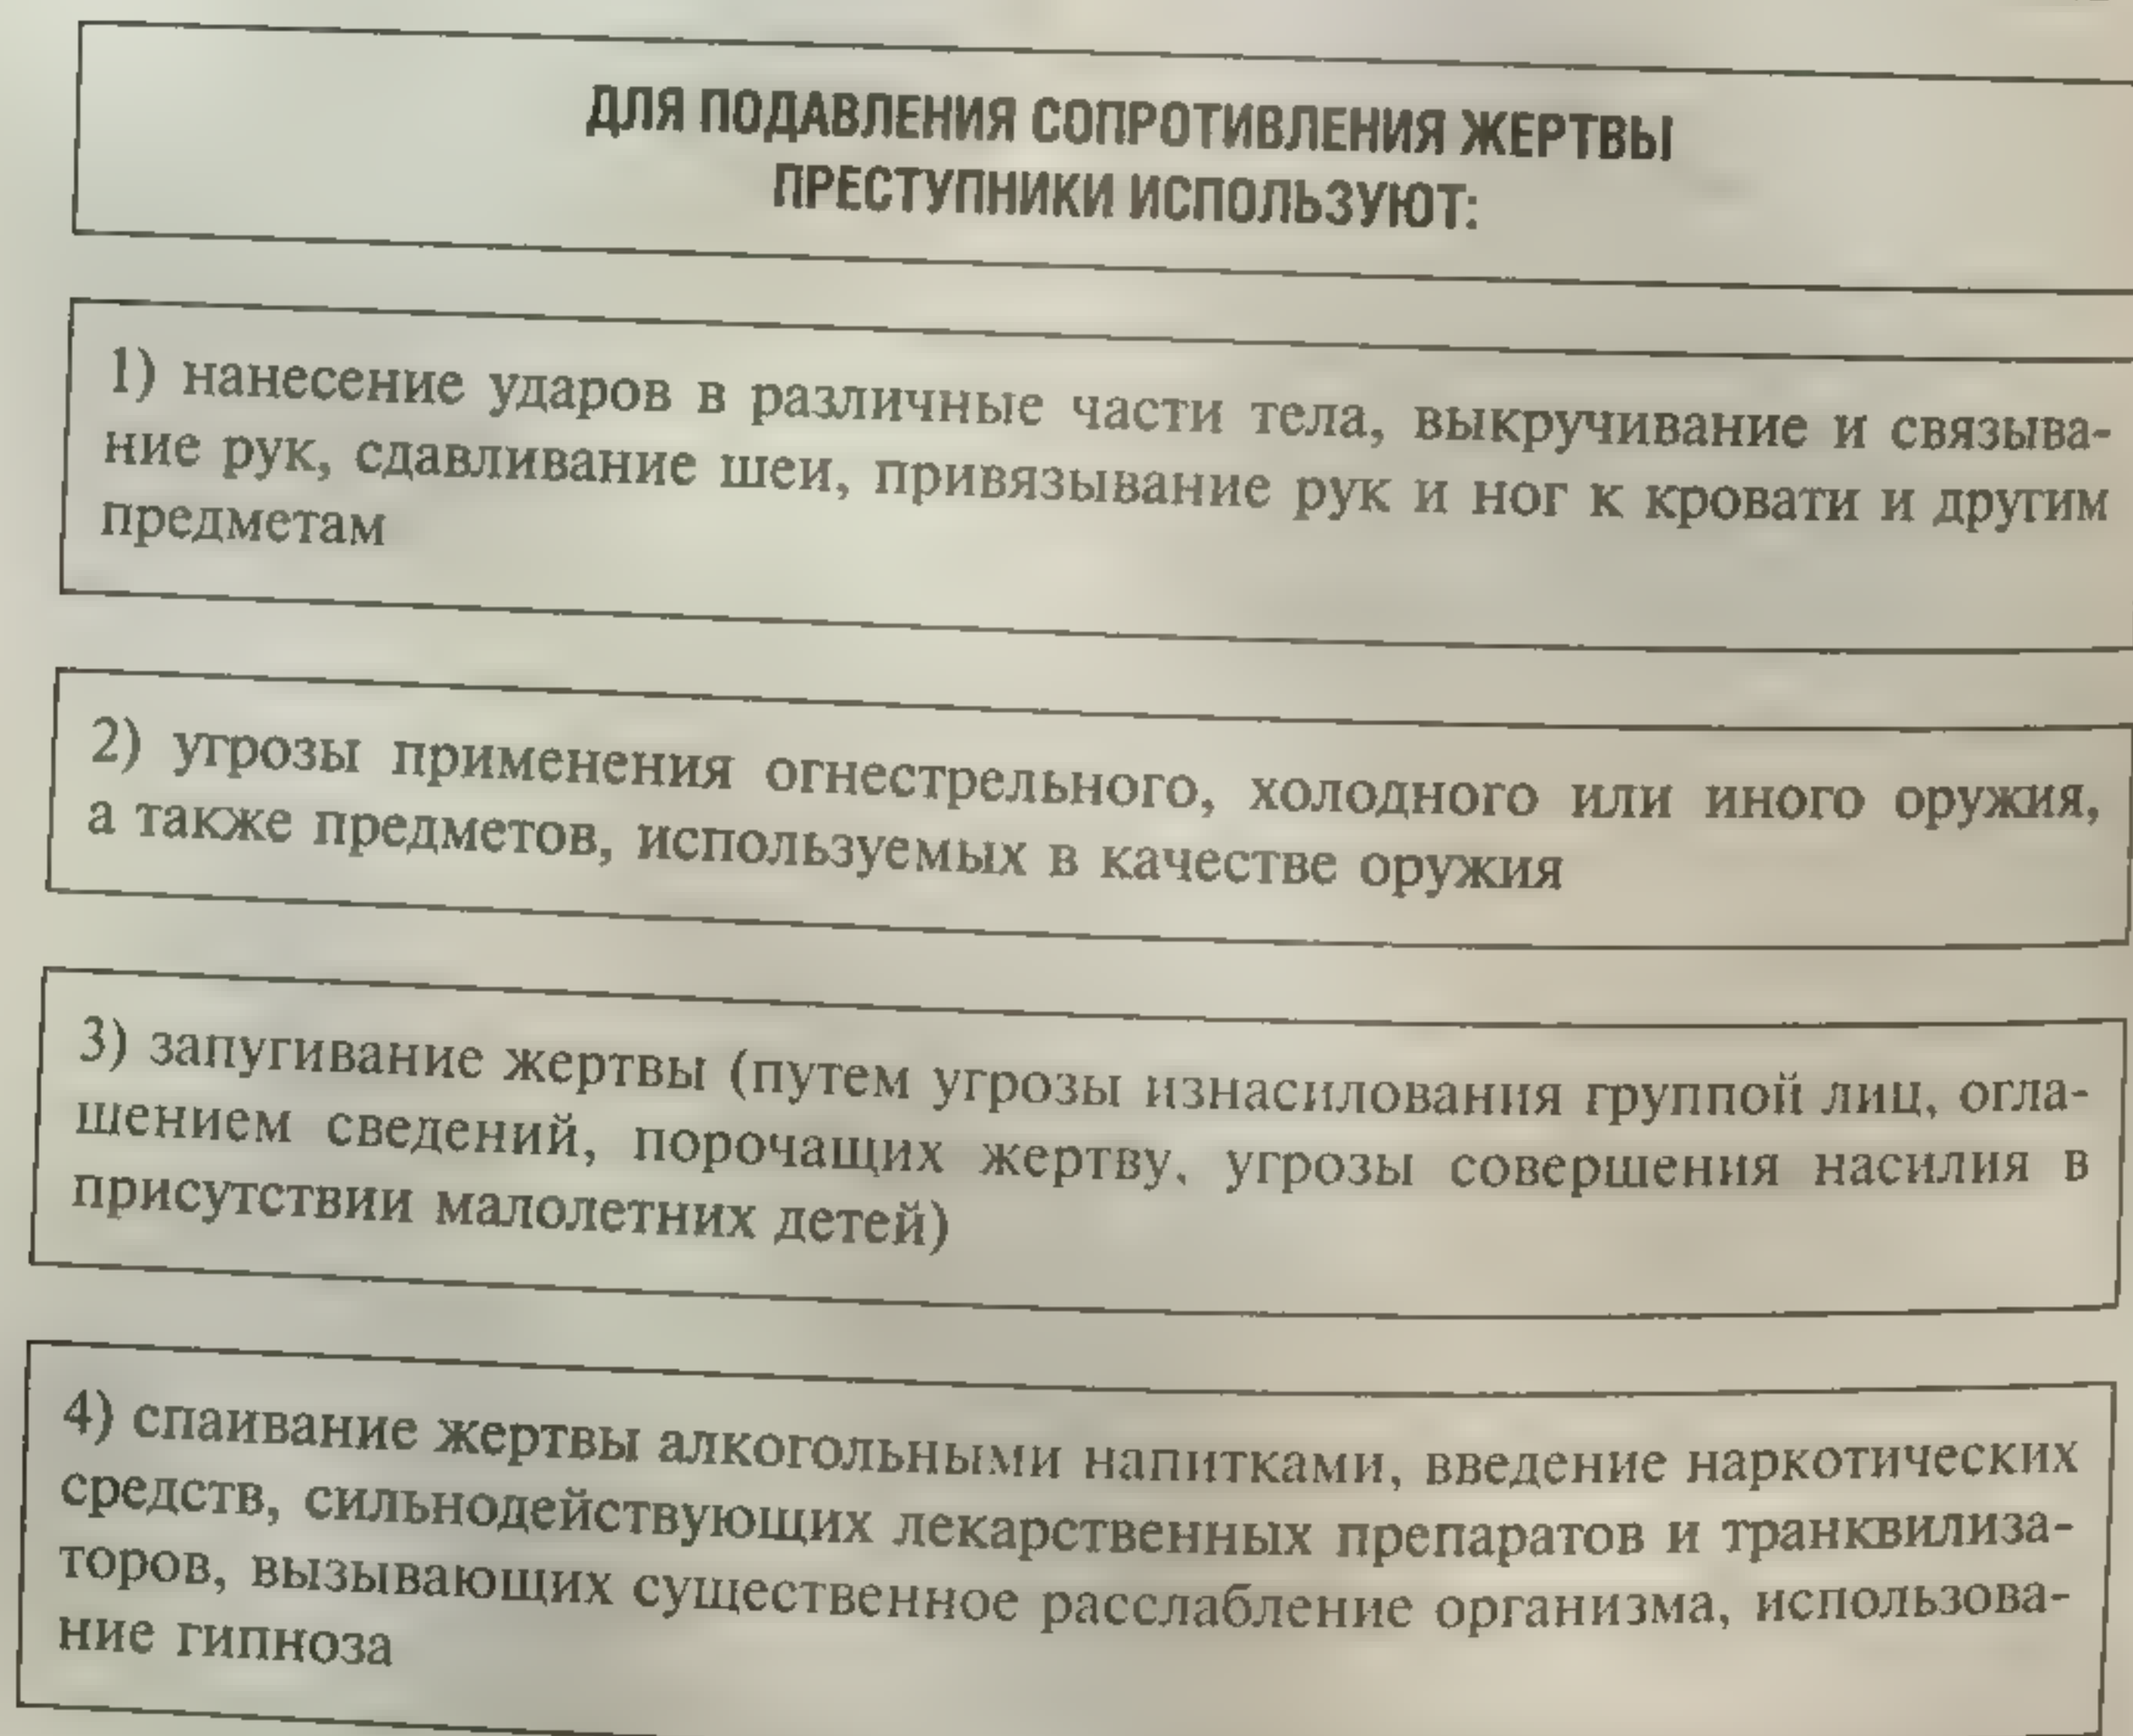 ДЛЯ ПОДАВЛЕНИЯ СОПРОТИВЛЕНИЯ ЖЕРТВЫ
ПРЕСТУПНИКИ ИСПОЛЬЗУЮТ:
1) нанесение ударов в различные части тела, выкручивание и связыва-
ние рук, сдавливание шеи, привязывание рук и ног к кровати и другим
предметам
2) угрозы применения огнестрельного, холодного или иного оружия,
а также предметов, используемых в качестве оружия
3) запугивание жертвы (путем угрозы изнасилования группой лиц, огла-
шением сведений, порочащих жертву, угрозы совершения насилия в
присутствии малолетних детей)
4) спаивание жертвы алкогольными напитками, введение наркотических
средств, сильнодействующих лекарственных препаратов и транквилиза-
торов, вызывающих существенное расслабление организма, использова-
ние гипноза